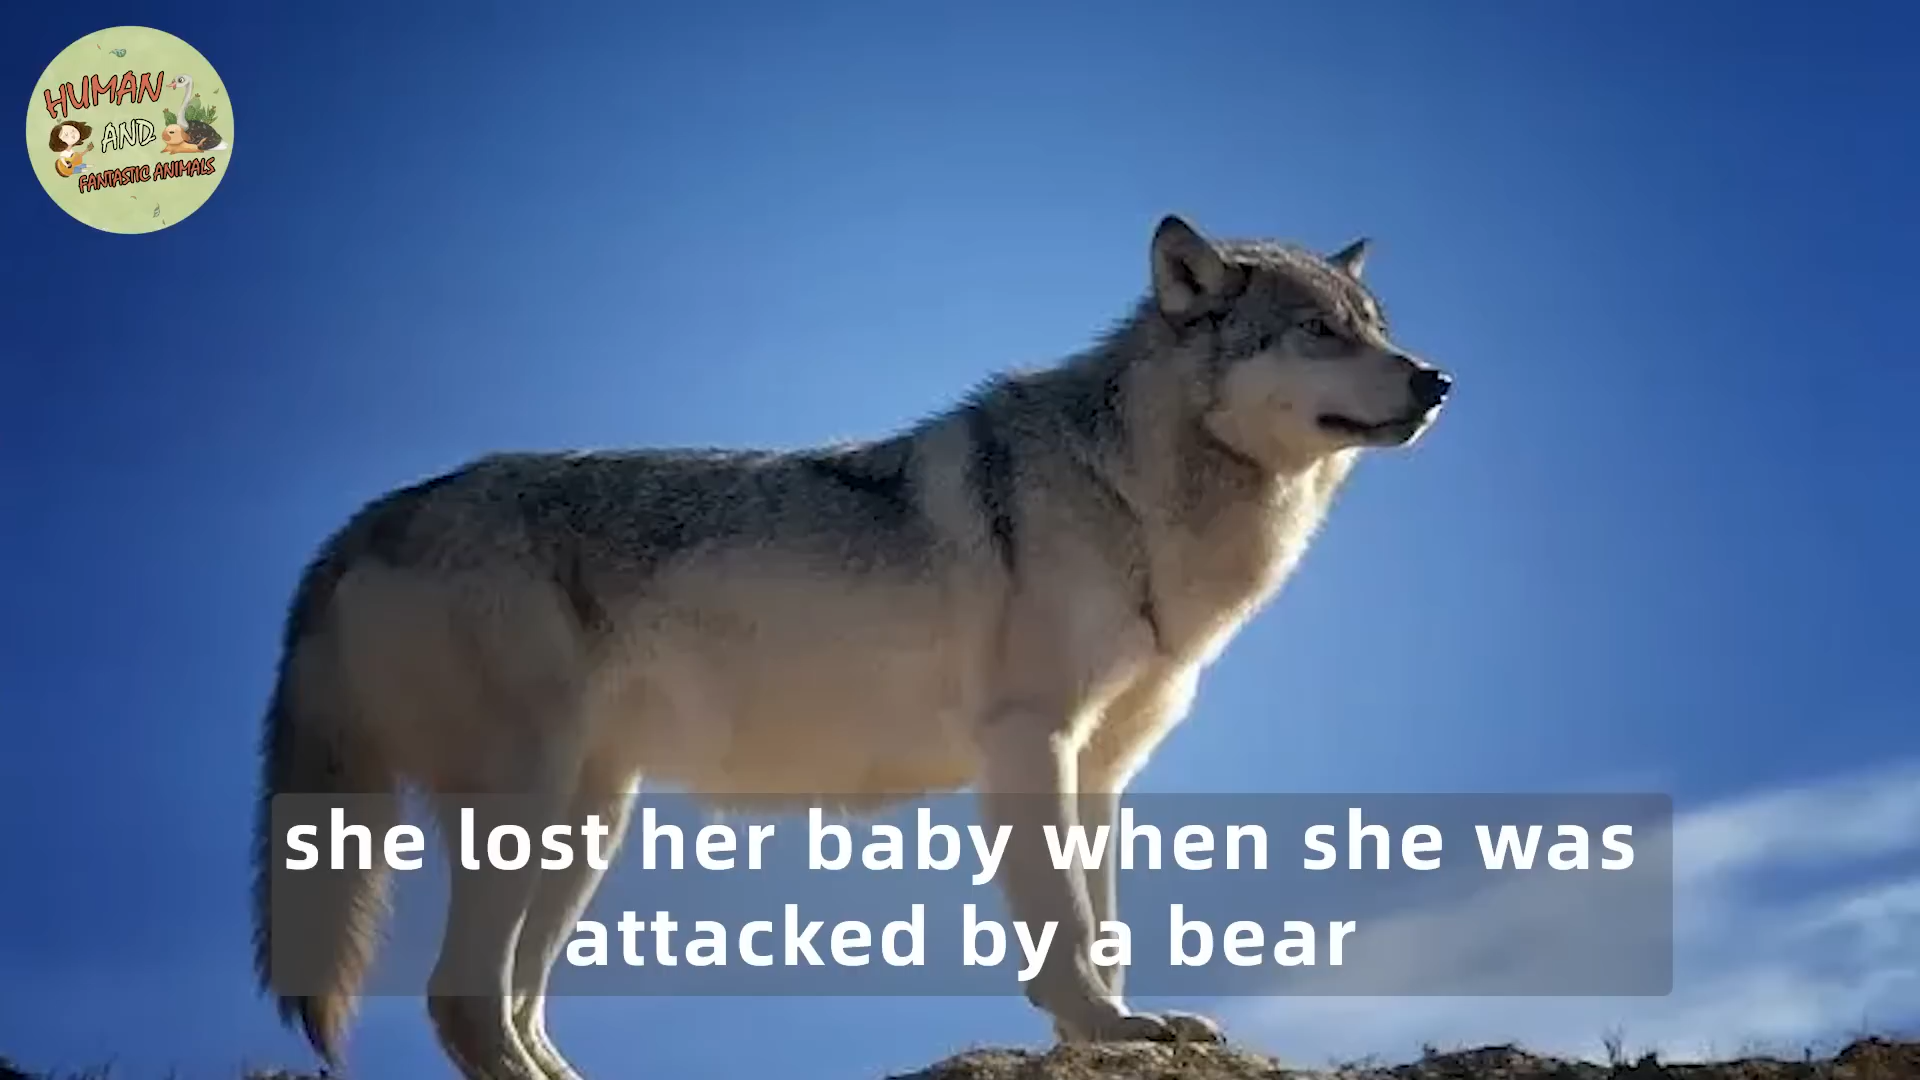 HUMAN
AND
FANTASTIC ANIMALS
she lost her baby when she was
attacked by a bear